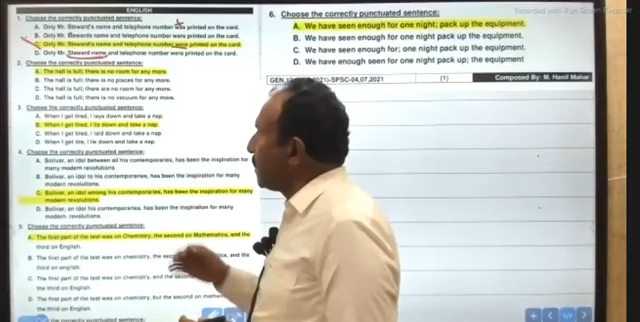 Recorded with iFun Screen Recorder
ENGLISH
1. Choose the correctly punctuated sentence:
A. Only Mr. Steward's name and telephone number was printed on the card.
B. Only Mr. Stewards name and telephone number were printed on the card.
C. Only Mr. Steward's name and telephone number were printed on the card.
D. Only Mr. Steward name and telephone number were printed on the card.
2. Choose the correctly punctuated sentence:
A. The hall is full; there is no room for any more.
B. The hall is full; there is no places for any more.
C. The hall is full; there are no room for any more.
D. The hall is full; there is no vacuum for any more.
3. Choose the correctly punctuated sentence:
A. When I get tired, I lays down and take a nap.
B. When I get tired, I lie down and take a nap.
C. When I get tired, I laid down and take a nap.
D. When I get tire, I lie down and take a nap.
4. Choose the correctly punctuated sentence:
A. Bolivar, an idol between all his contemporaries, has been the inspiration for
many modern revolutions
B. Bolivar, an idol to his contemporaries, has been the inspiration for many
modern revolutions.
C. Bolivar, an idol among his contemporaries, has been the inspiration for many
modern revolutions.
D. Bolivar, an idol his contemporaries, has been the inspiration for many
modern revolutions.
5. Choose the correctly punctuated sentence:
A. The first part of the test was on Chemistry, the second on Mathematics, and the
third on English.
B. The first part of the test was on chemistry, the and the
third on english.
C. The first part of the test was on chemistry, and the
the third on English.
D. The first part of the test was on chemistry, but the second on
the third on English.
the correctly punctuated sentence:
6. Choose the correctly punctuated sentence:
A. We have seen enough for one night; pack up the equipment.
B. We have been enough for one night pack up the equipment.
C. We have seen enough for; one night pack up the equipment.
D. We have enough seen for one night pack up; the equipment
2021)-SPSC-04,07,2021 (1) Composed By: M. Hanif Mahar